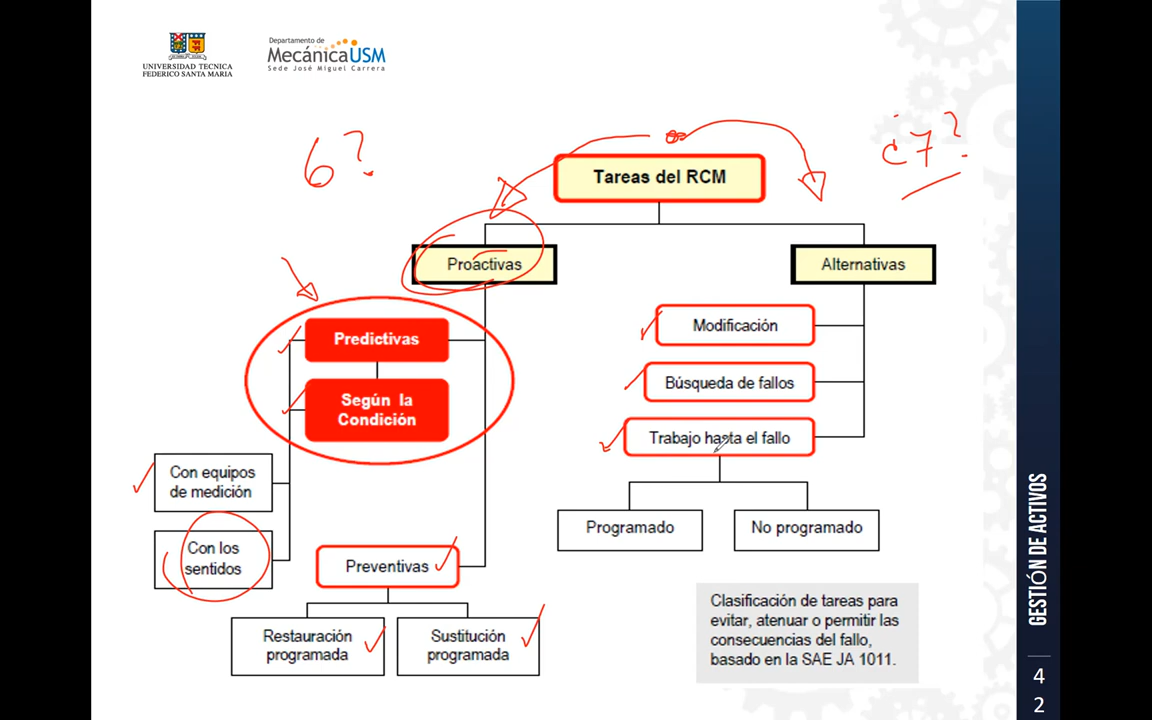 UNIVERSIDAD TECNICA
FEDERICO SANTA MARIA
Departamento de
MecánicaUSM
Sede José Miguel Carrera
6?
¿7?
Tareas del RCM
Proactivas
Alternativas
Predictivas
Según la
Condición
Con equipos
de medición
Con los
sentidos
Preventivas
Restauración
programada
Sustitución
programada
Modificación
Búsqueda de fallos
Trabajo hasta el fallo
Programado
No programado
Clasificación de tareas para
evitar, atenuar o permitir las
consecuencias del fallo,
basado en la SAE JA 1011.
GESTIÓN DE ACTIVOS
4
2